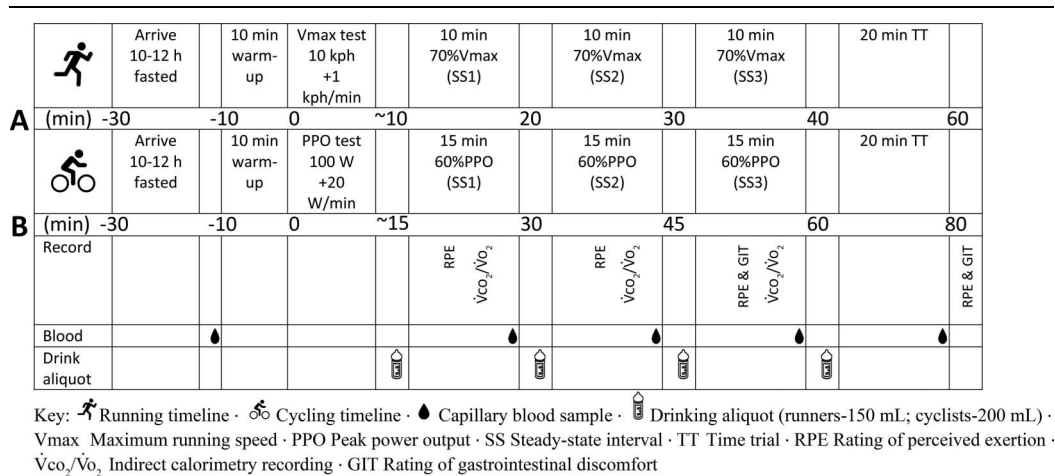 Arrive 10 min Vmax test 10 min 10 min 10 min 20 min TT
10-12 h warm- 10 kph 70%Vmax 70%Vmax 70%Vmax
fasted up +1 (SS1) (SS2) (SS3)
kph/min
A (min) -30 -10 0 ~10 20 30 40 60
Arrive 10 min PPO test 15 min 15 min 15 min 20 min TT
10-12 h warm- 100 W 60%PPO 60%PPO 60%PPO
fasted up +20 (SS1) (SS2) (SS3)
W/min
B (min) -30 -10 0 ~15 30 45 60 80
Record RPE V̇co₂/V̇o₂ RPE V̇co₂/V̇o₂ RPE & GIT V̇co₂/V̇o₂ RPE & GIT
Blood
Drink
aliquot
Key: Running timeline · Cycling timeline · Capillary blood sample · Drinking aliquot (runners-150 mL; cyclists-200 mL) ·
Vmax Maximum running speed · PPO Peak power output · SS Steady-state interval · TT Time trial · RPE Rating of perceived exertion ·
V̇co₂/V̇o₂ Indirect calorimetry recording · GIT Rating of gastrointestinal discomfort